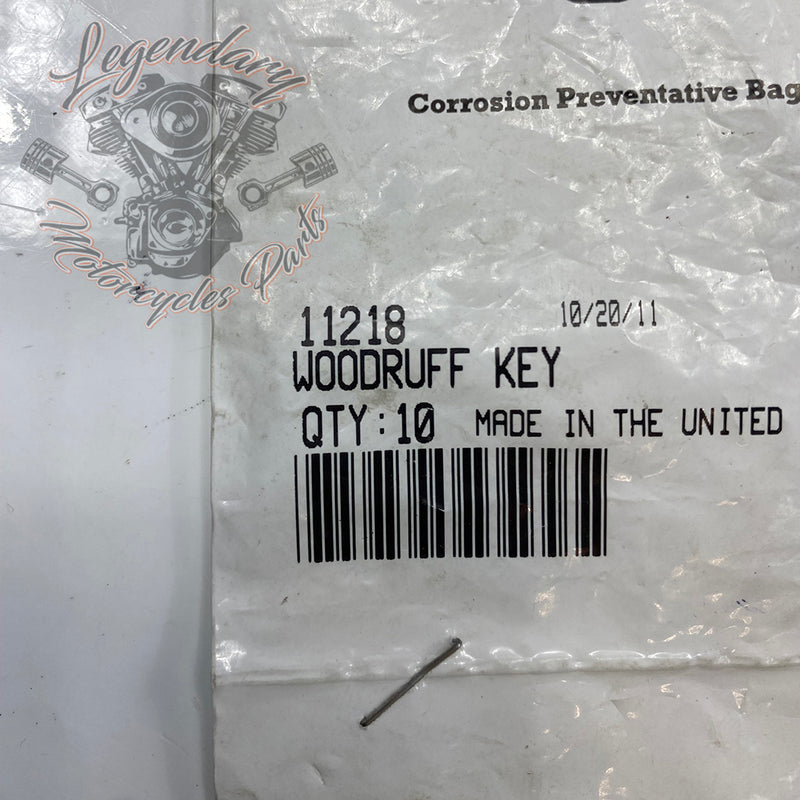 Legendary
Motorcycles Parts
Corrosion Preventative Bag
11218 10/20/11
WOODRUFF KEY
QTY:10 MADE IN THE UNITED